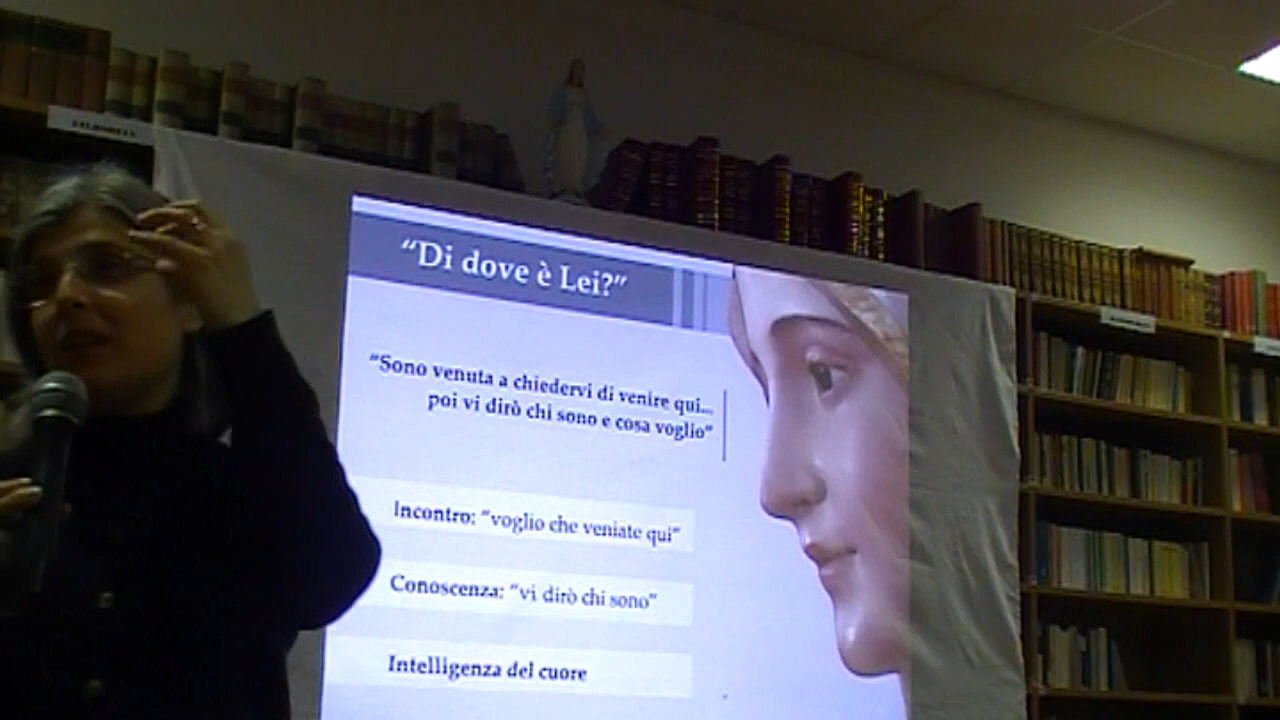 “Di dove è Lei?”
“Sono venuta a chiedervi di venire qui...
poi vi dirò chi sono e cosa voglio”
Incontro: “voglio che veniate qui”
Conoscenza: “vi dirò chi sono”
Intelligenza del cuore